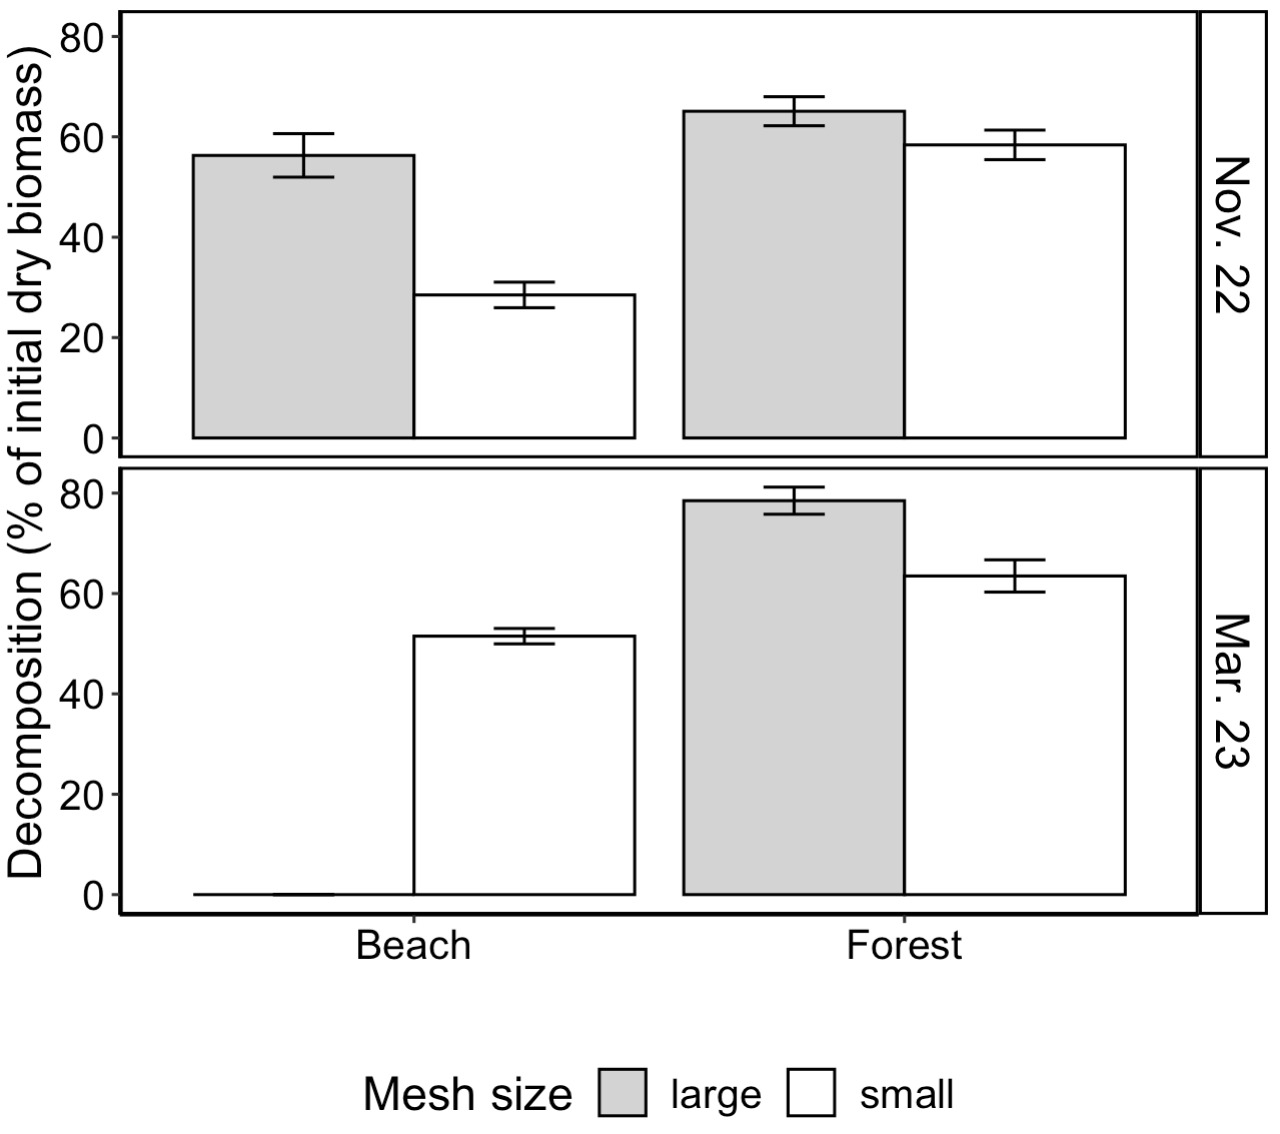 Decomposition (% of initial dry biomass)
80
60
40
20
0
Nov. 22
80
60
40
20
0
Mar. 23
Beach Forest
Mesh size large small